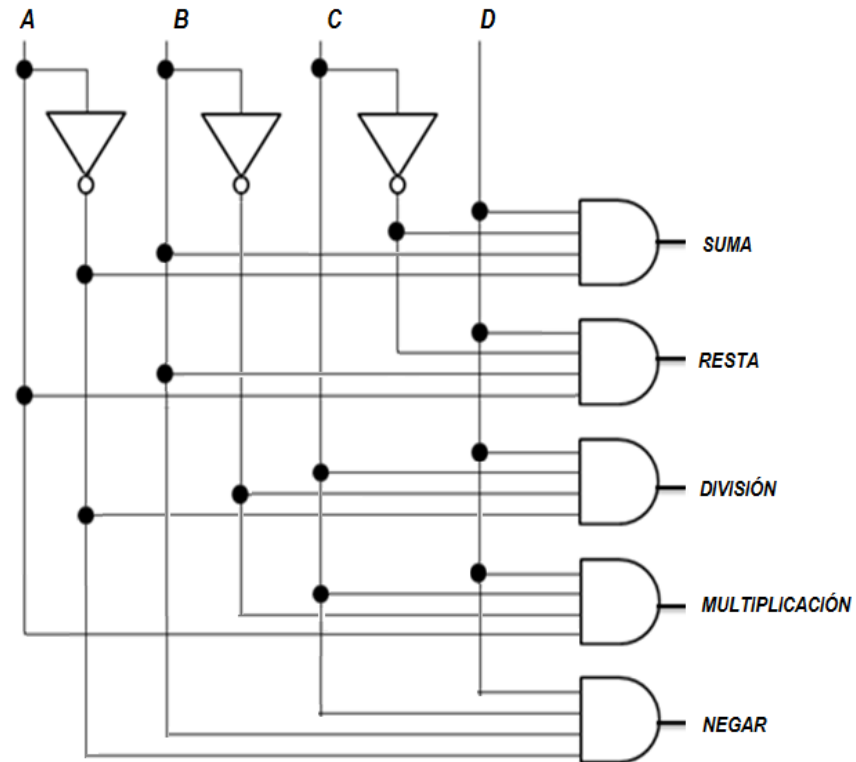 A B C D
SUMA
RESTA
DIVISIÓN
MULTIPLICACIÓN
NEGAR